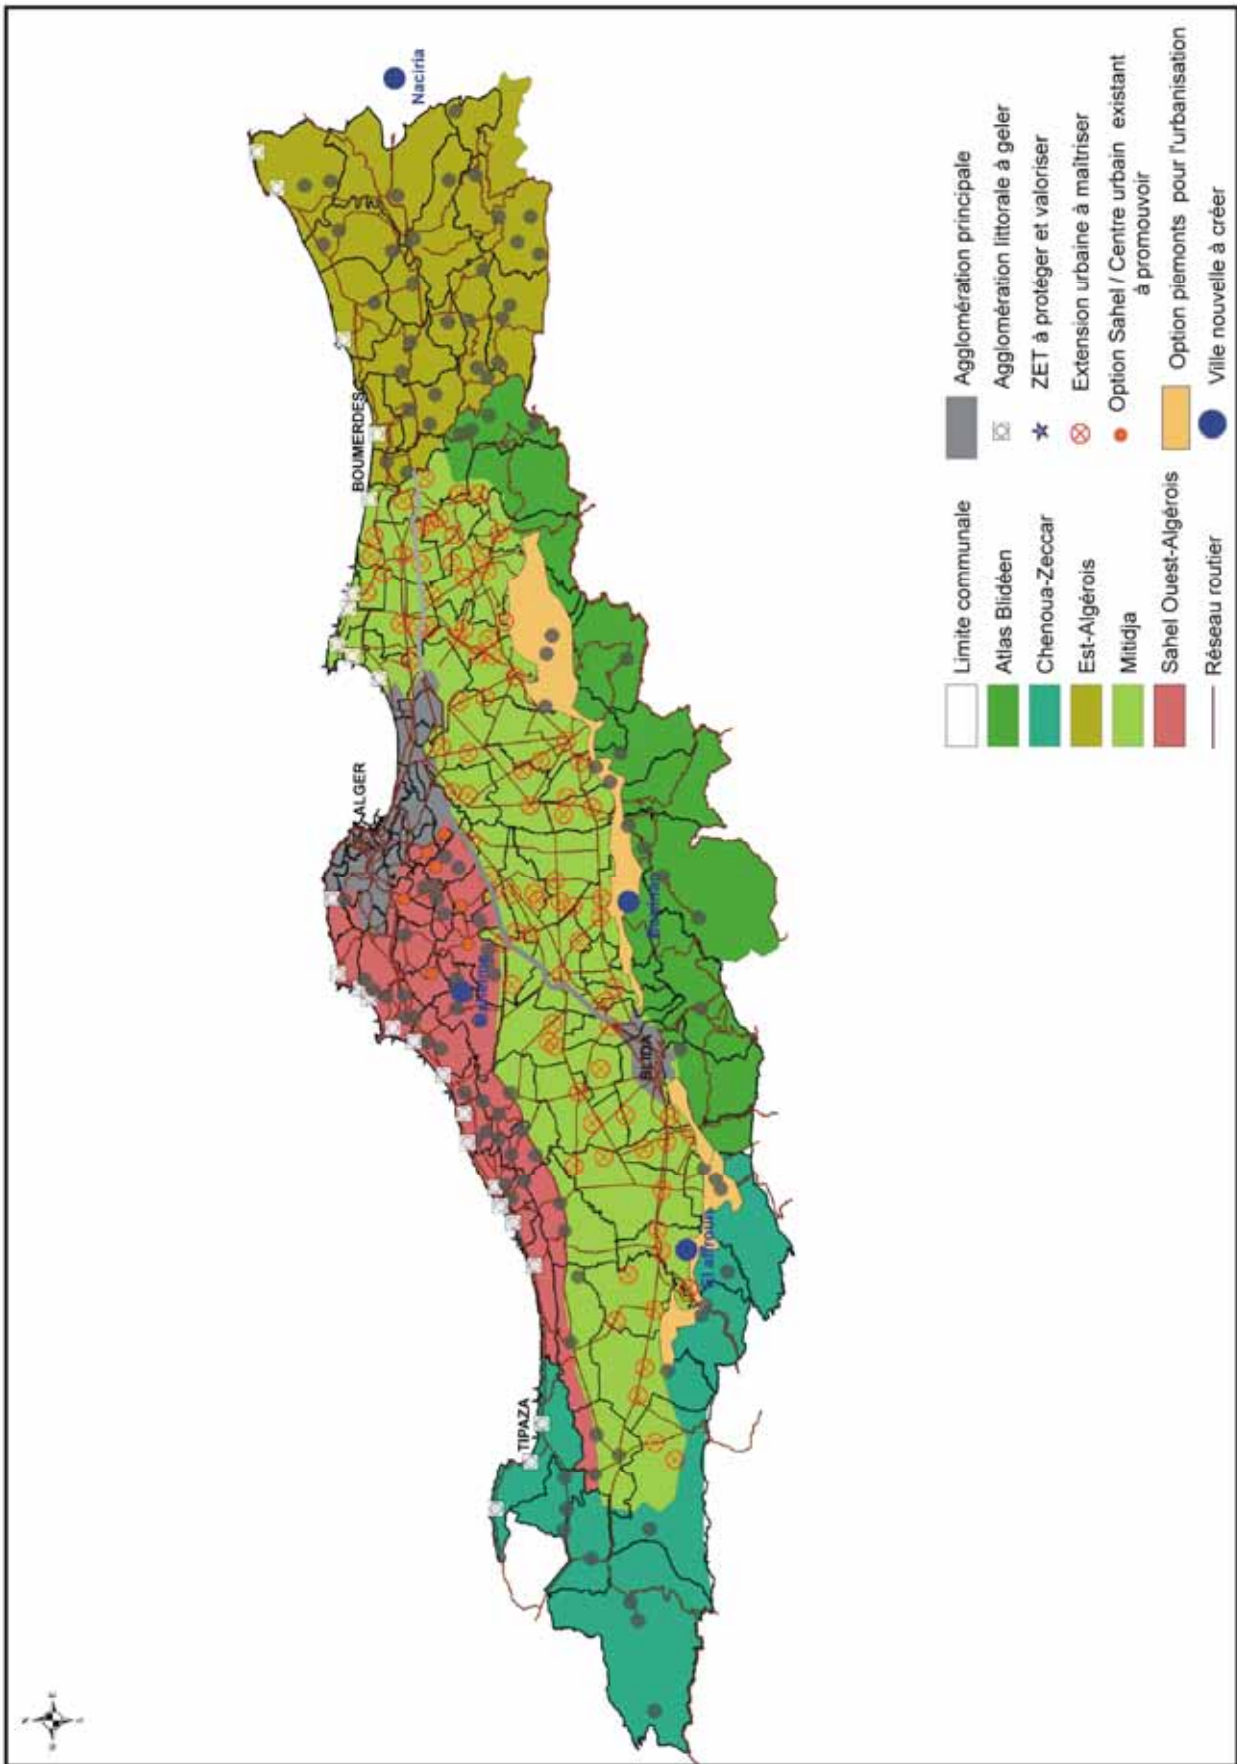 N
E
S
Naciria
BOUMERDES
ALGER
BLIDA
El affroun
TIPAZA
Limite communale
Atlas Blidéen
Chenoua-Zeccar
Est-Algérois
Mitidja
Sahel Ouest-Algérois
Réseau routier
Agglomération principale
Agglomération littorale à geler
ZET à protéger et valoriser
Extension urbaine à maîtriser
Option Sahel / Centre urbain existant
à promouvoir
Option piemonts pour l'urbanisation
Ville nouvelle à créer